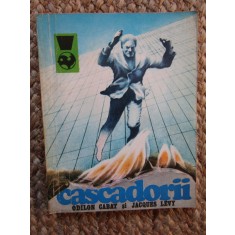 cascadorii
ODILON CABAT și JACQUES LEVY